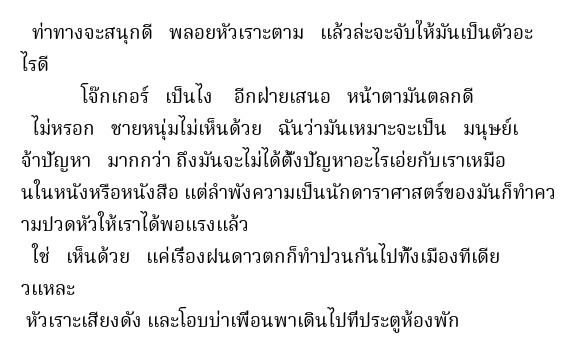 ท่าทางจะสนุกดี พลอยหัวเราะตาม แล้วล่ะจะจับให้มันเป็นตัวอะ
ไรดี
โจ๊กเกอร์ เป็นไง อีกฝ่ายเสนอ หน้าตามันตลกดี
ไม่หรอก ชายหนุ่มไม่เห็นด้วย ฉันว่ามันเหมาะจะเป็น มนุษย์เ
จ้าปัญหา มากกว่า ถึงมันจะไม่ได้ตั้งปัญหาอะไรเอ่ยกับเราเหมือ
นในหนังหรือหนังสือ แต่ลำพังความเป็นนักดาราศาสตร์ของมันก็ทำคว
ามปวดหัวให้เราได้พอแรงแล้ว
ใช่ เห็นด้วย แค่เรื่องฝนดาวตกก็ทำป่วนกันไปทั้งเมืองทีเดีย
วแหละ
หัวเราะเสียงดัง และโอบบ่าเพื่อนพาเดินไปที่ประตูห้องพัก